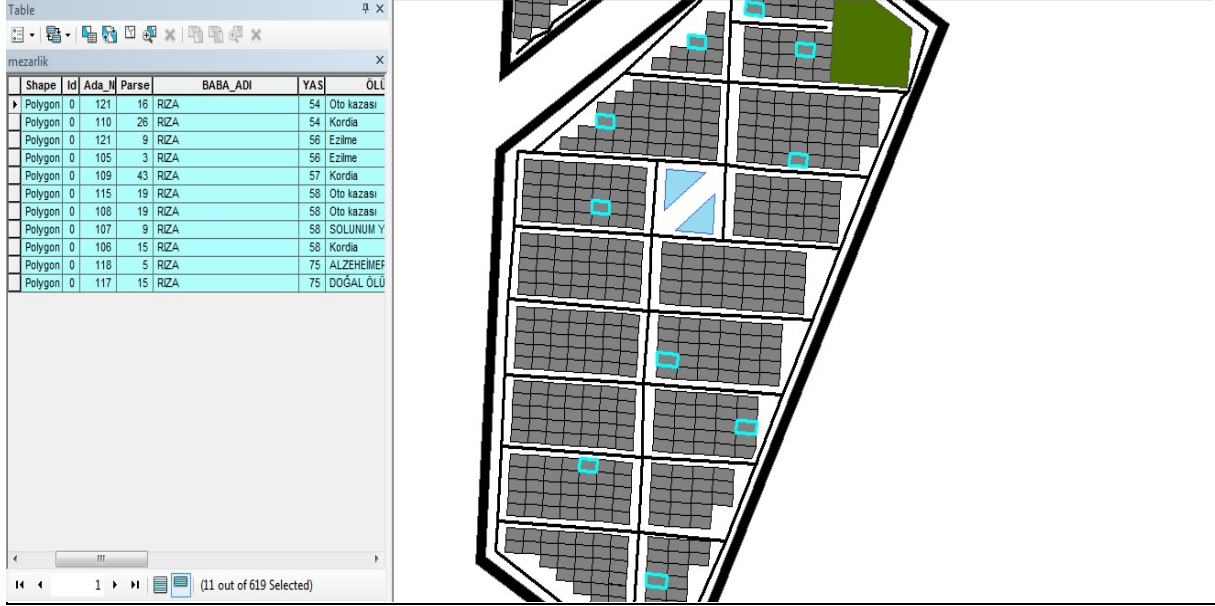 Table
mezarlik
Shape Id Ada_N Parse BABA_ADI YAS ÖLÜ
Polygon 0 121 16 RIZA 54 Oto kazası
Polygon 0 110 26 RIZA 54 Kordia
Polygon 0 121 9 RIZA 56 Ezilme
Polygon 0 105 3 RIZA 56 Ezilme
Polygon 0 109 43 RIZA 57 Kordia
Polygon 0 115 19 RIZA 58 Oto kazası
Polygon 0 108 19 RIZA 58 Oto kazası
Polygon 0 107 9 RIZA 58 SOLUNUM Y
Polygon 0 106 15 RIZA 58 Kordia
Polygon 0 118 5 RIZA 75 ALZEHEİMER
Polygon 0 117 15 RIZA 75 DOĞAL ÖLÜ
1 (11 out of 619 Selected)